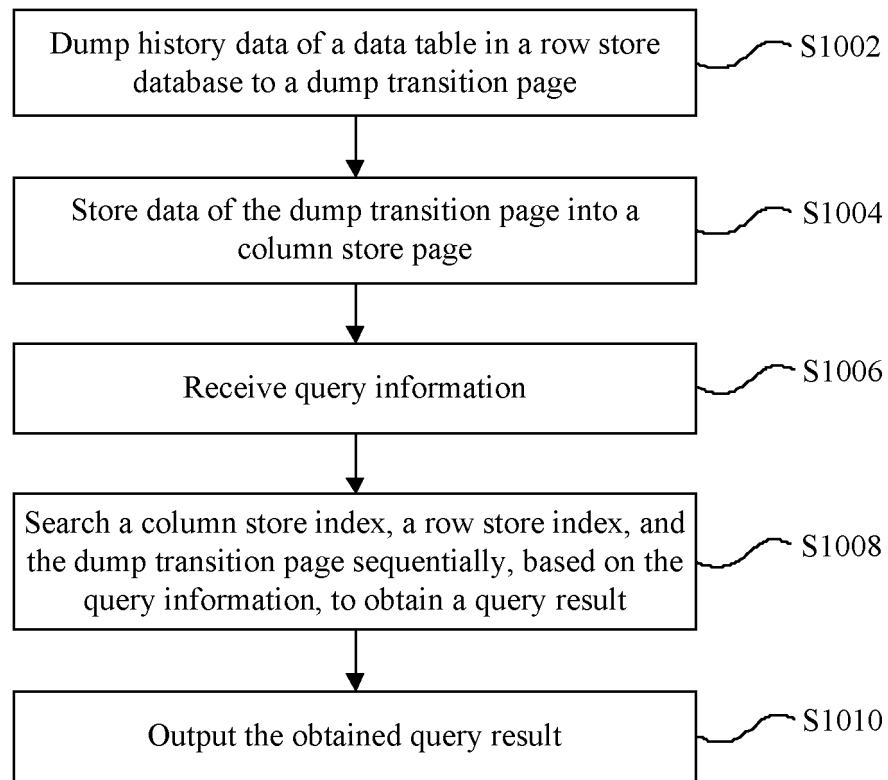 Dump history data of a data table in a row store
database to a dump transition page
S1002
Store data of the dump transition page into a
column store page
S1004
Receive query information
S1006
Search a column store index, a row store index, and
the dump transition page sequentially, based on the
query information, to obtain a query result
S1008
Output the obtained query result
S1010